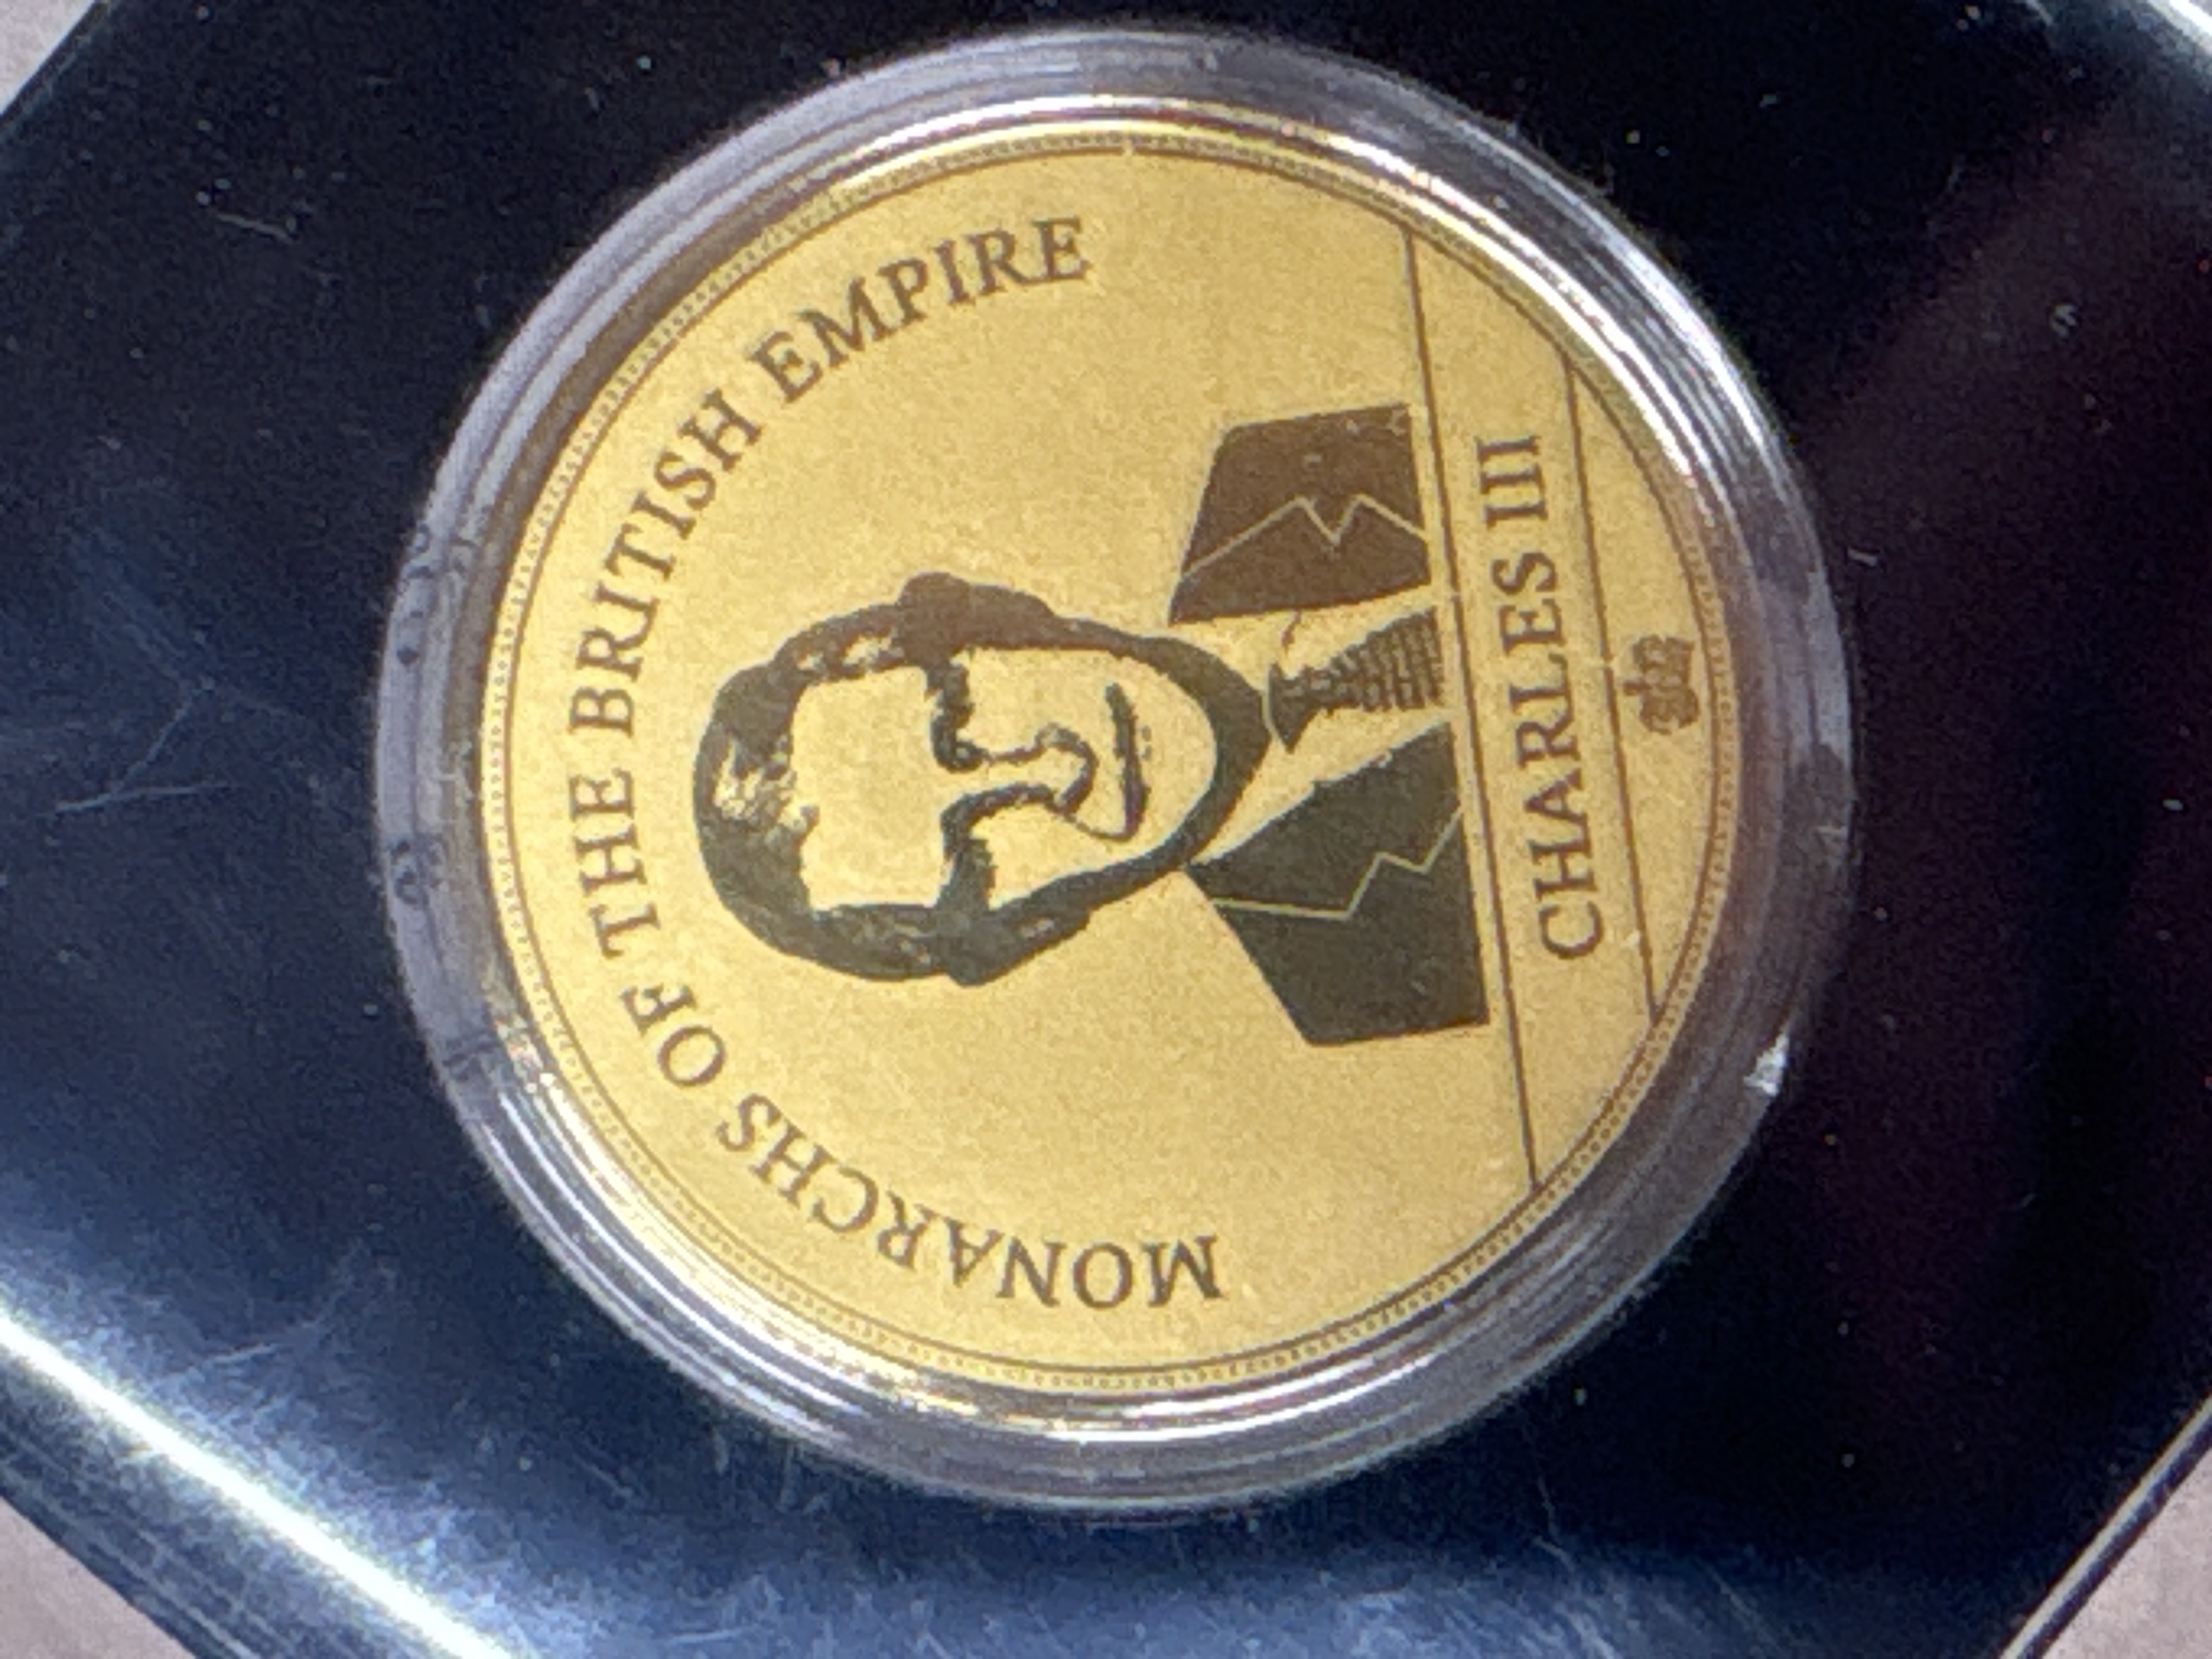 MONARCHS OF THE BRITISH EMPIRE
CHARLES III